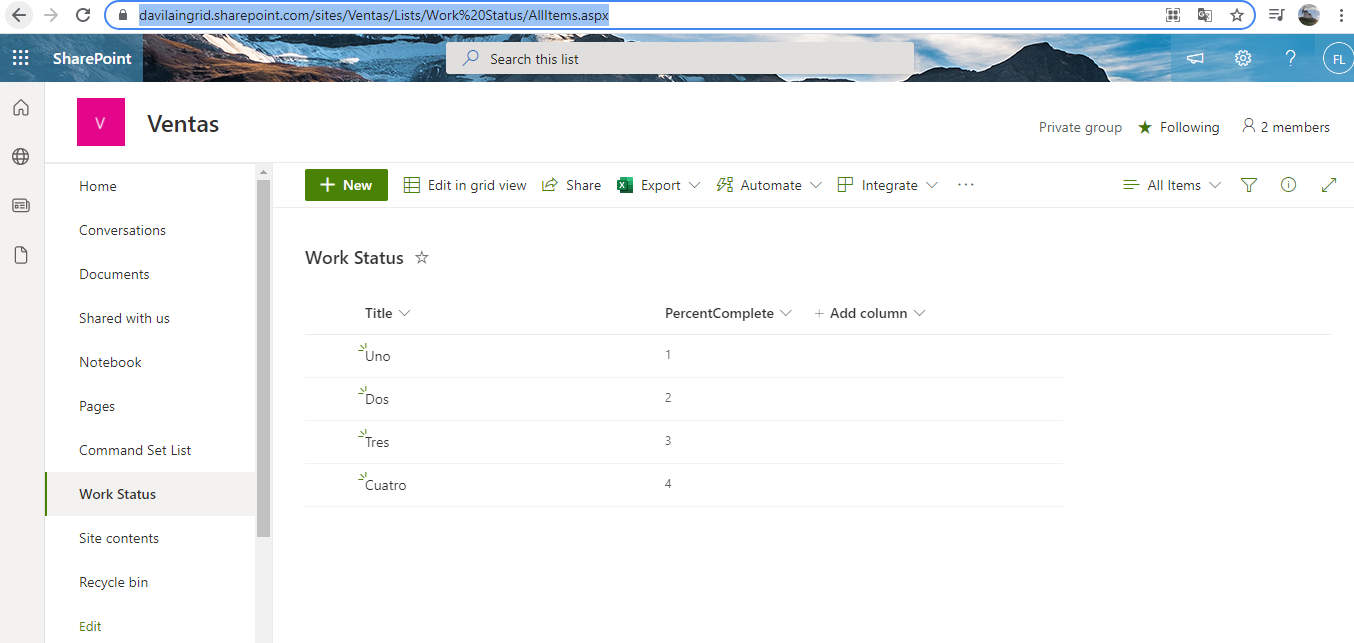 davilaingrid.sharepoint.com/sites/Ventas/Lists/Work%20Status/AllItems.aspx
SharePoint
Search this list
?
FL
V
Ventas
Private group
Following
2 members
Home
Conversations
Documents
Shared with us
Notebook
Pages
Command Set List
Work Status
Site contents
Recycle bin
Edit
+ New
Edit in grid view
Share
Export
Automate
Integrate
...
All Items
Work Status
Title PercentComplete + Add column
Uno 1
Dos 2
Tres 3
Cuatro 4